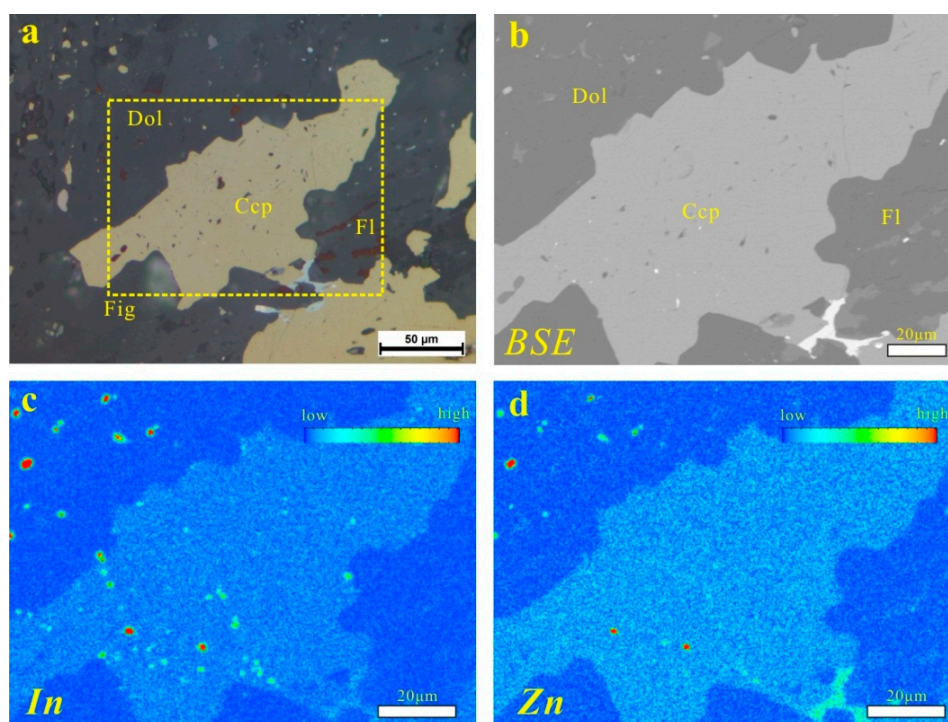 a
Dol
Ccp
Fl
Fig
50 µm
b
Dol
Ccp
Fl
BSE
20µm
c
low
high
In
20µm
d
low
high
Zn
20µm